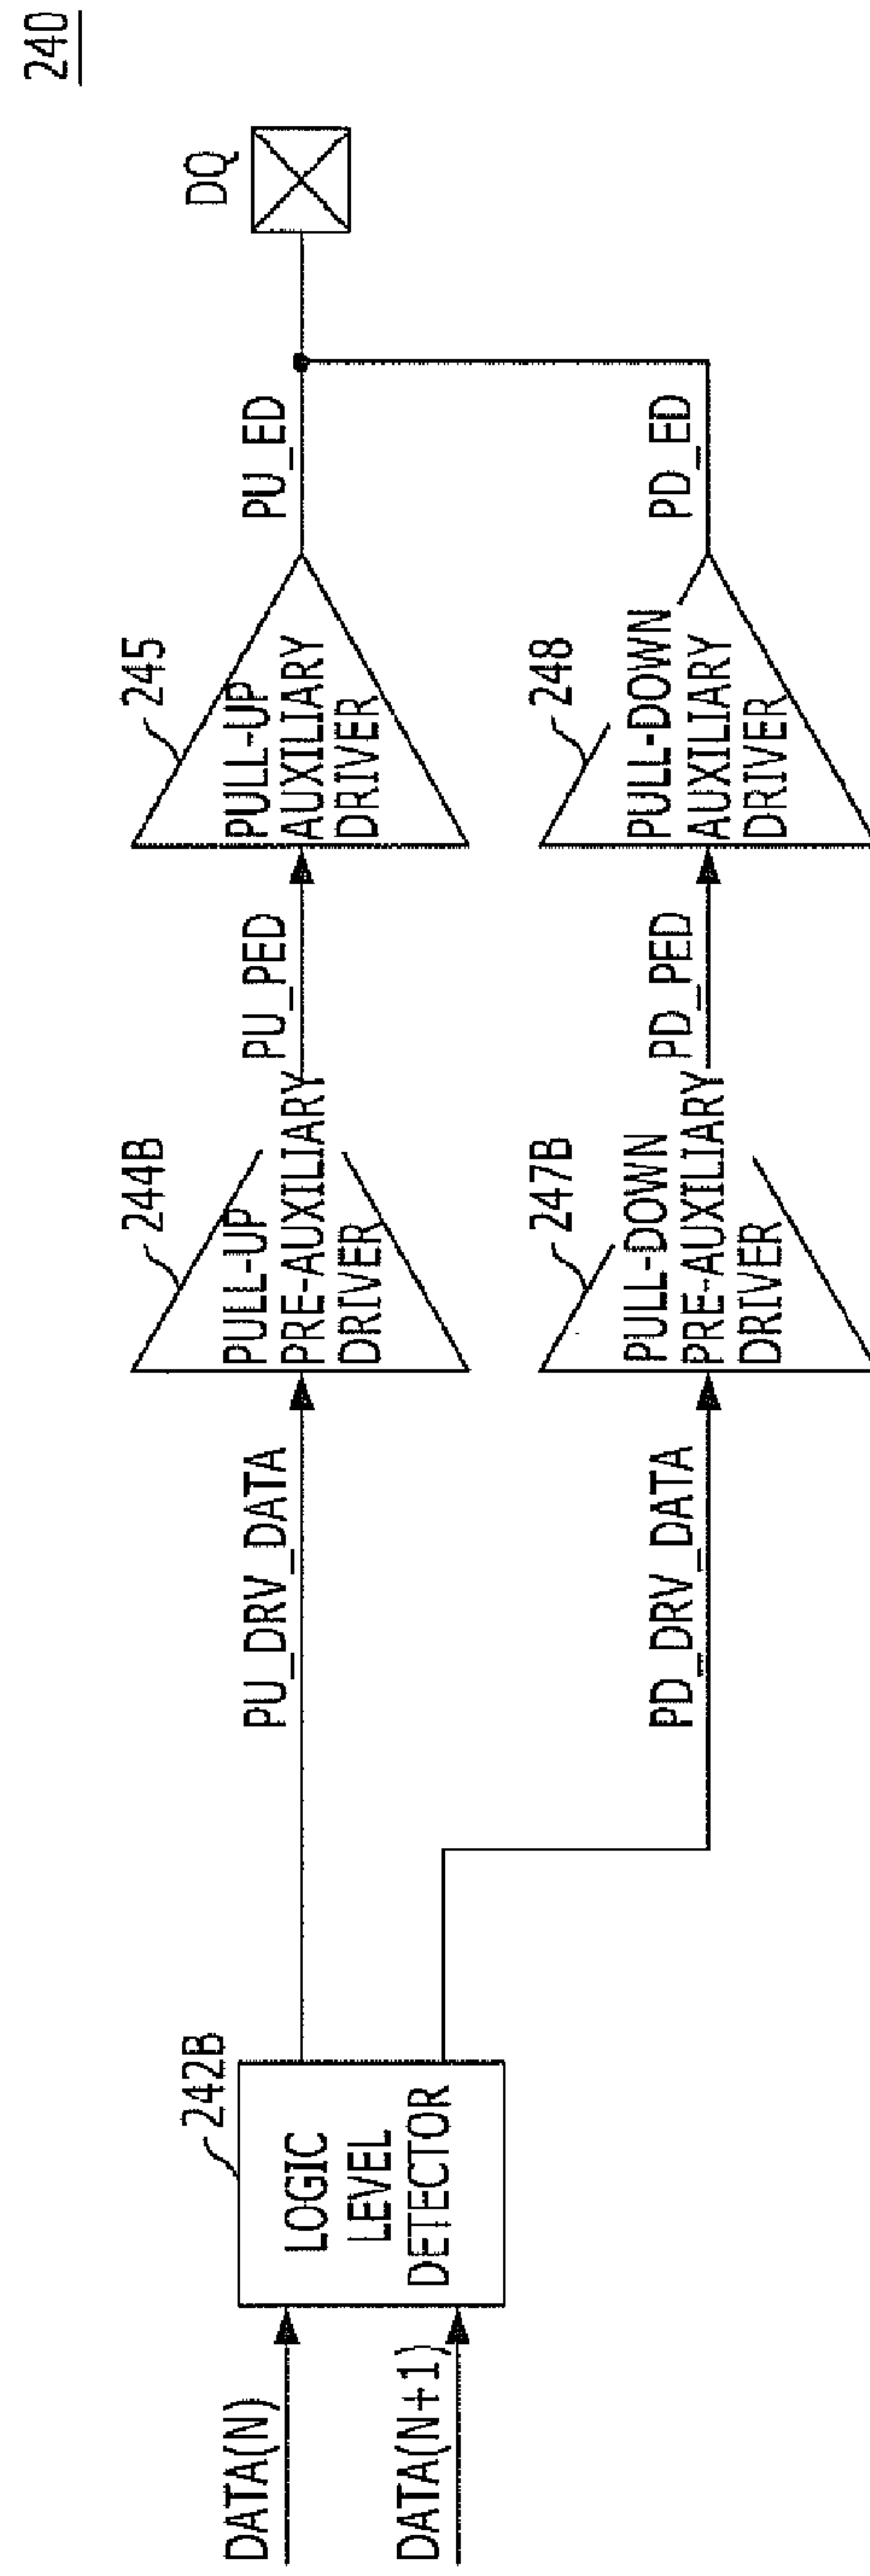 240
DATA(N)
DATA(N+1)
242B
LOGIC
LEVEL
DETECTOR
PU_DRV_DATA
PD_DRV_DATA
244B
PULL-UP
PRE-AUXILIARY
DRIVER
247B
PULL-DOWN
PRE-AUXILIARY
DRIVER
PU_PED
PD_PED
245
PULL-UP
AUXILIARY
DRIVER
248
PULL-DOWN
AUXILIARY
DRIVER
PU_ED
PD_ED
DQ